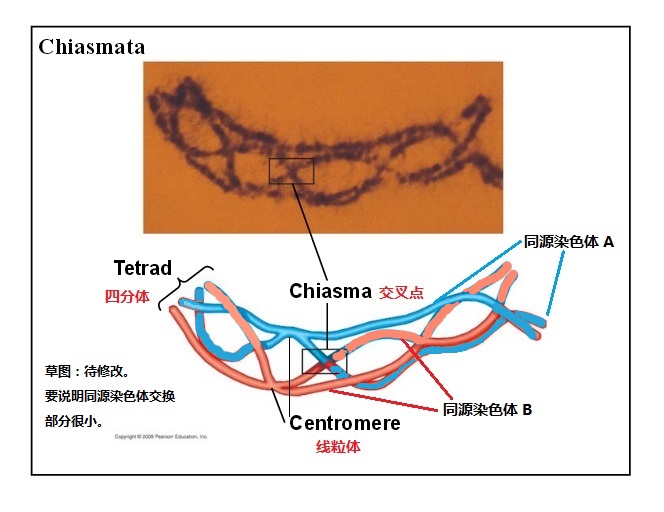 Chiasmata
同源染色体 A
Tetrad
四分体
Chiasma 交叉点
草图：待修改。
要说明同源染色体交换
部分很小。
同源染色体 B
Centromere
线粒体
Copyright © 2009 Pearson Education, Inc.